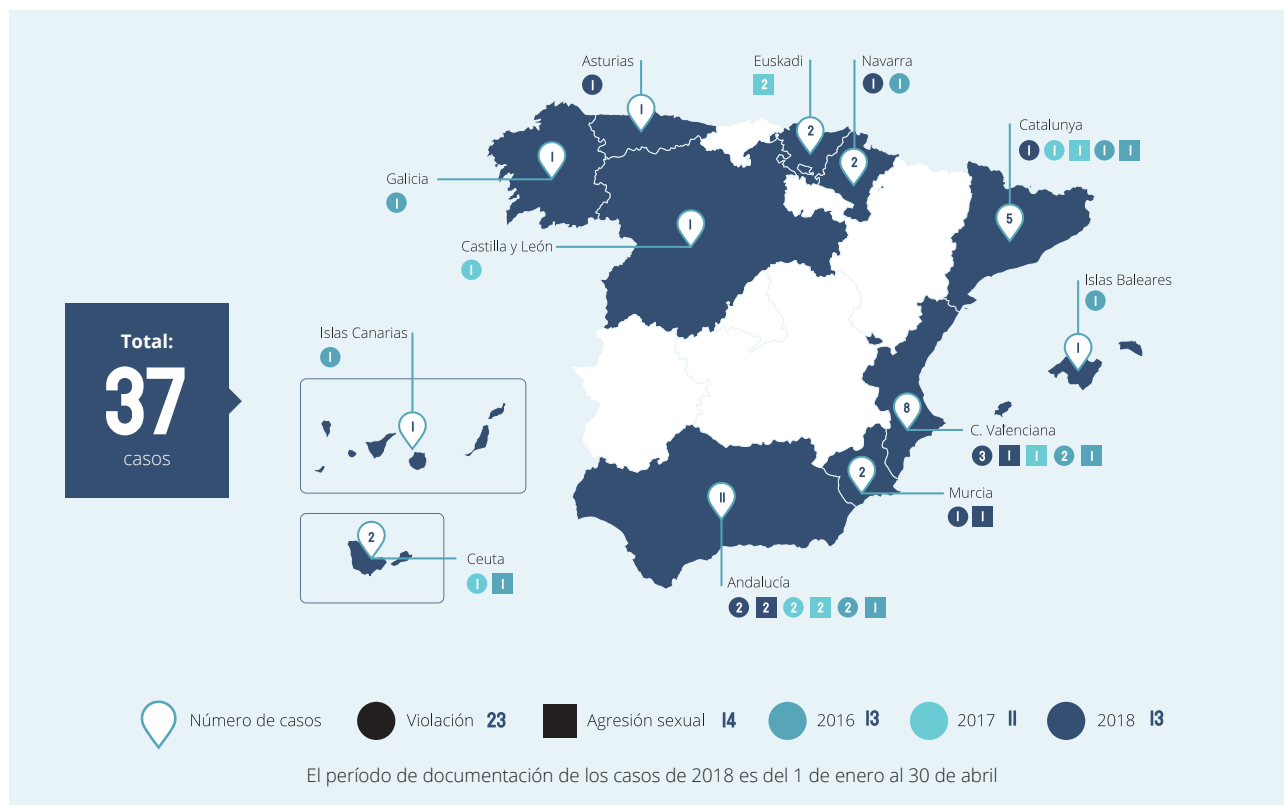 Asturias
1
1
Euskadi
2
2
Navarra
1 1
2
Catalunya
1 1 1 1 1
5
Galicia
1
1
Castilla y León
1
1
Islas Baleares
1
1
Total:
37
casos
Islas Canarias
1
1
C. Valenciana
8
3 1 1 2 1
Murcia
2
1 1
Ceuta
2
1 1
Andalucía
11
2 2 2 2 2 1
Número de casos Violación 23 Agresión sexual 14 2016 13 2017 11 2018 13
El período de documentación de los casos de 2018 es del 1 de enero al 30 de abril